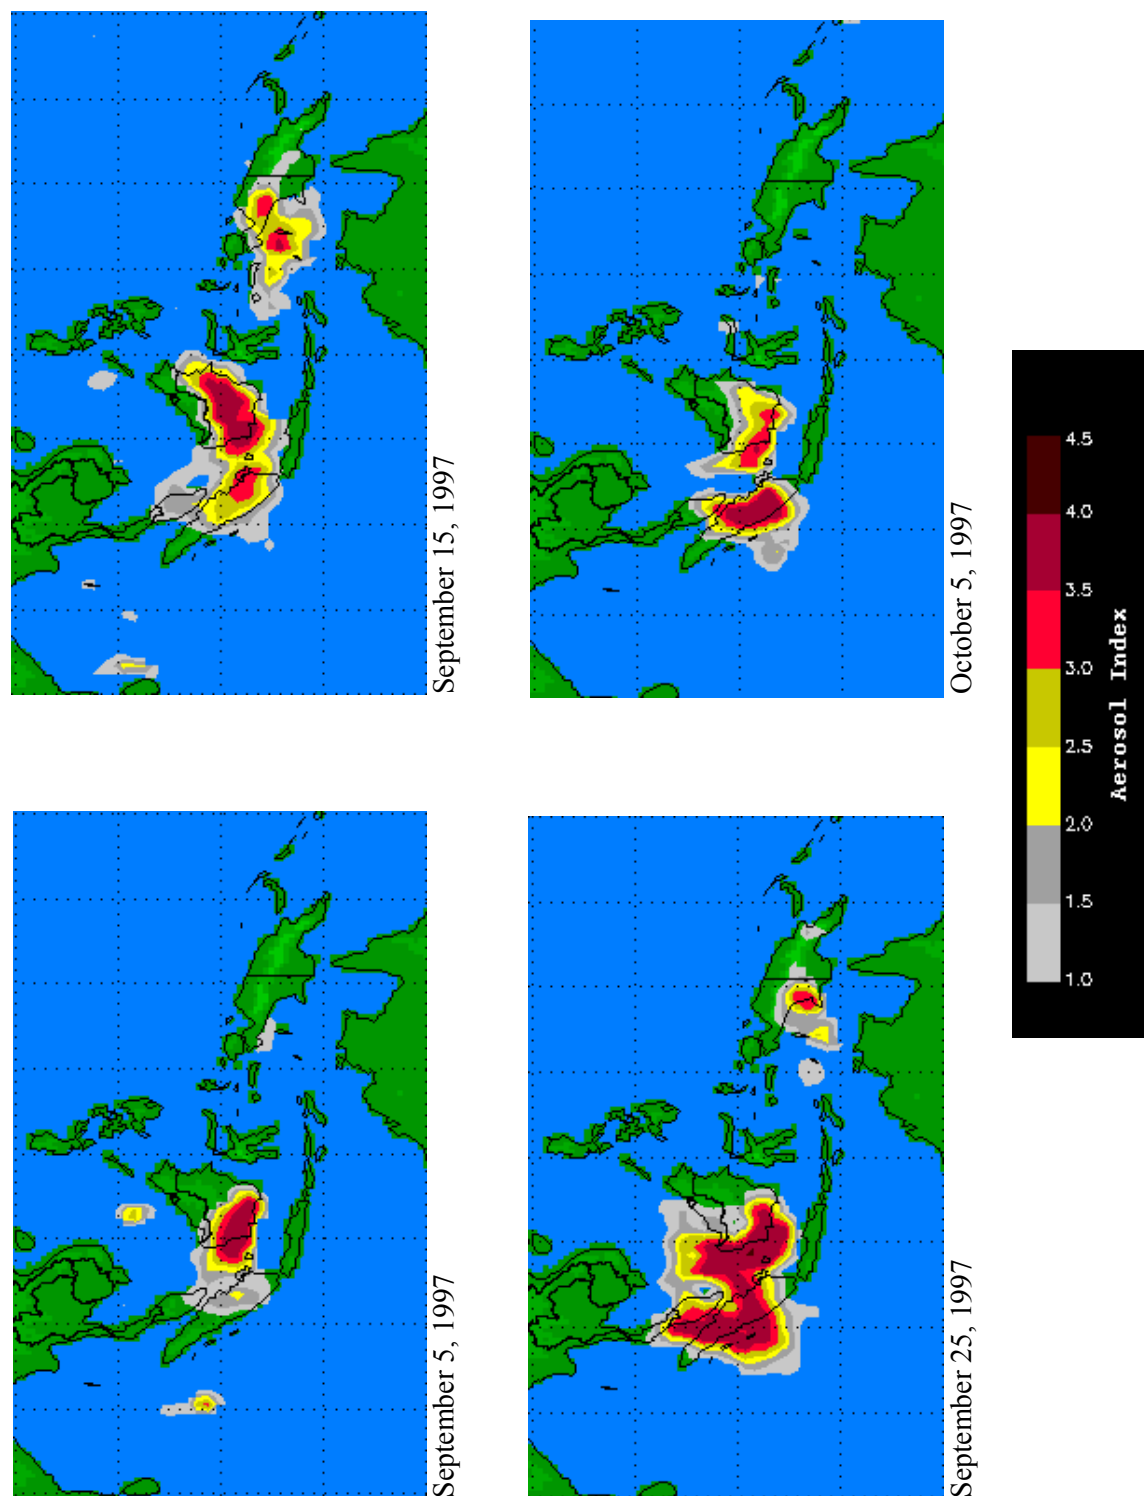 September 5, 1997
September 15, 1997
September 25, 1997
October 5, 1997
1.0
1.5
2.0
2.5
3.0
3.5
4.0
4.5
Aerosol Index